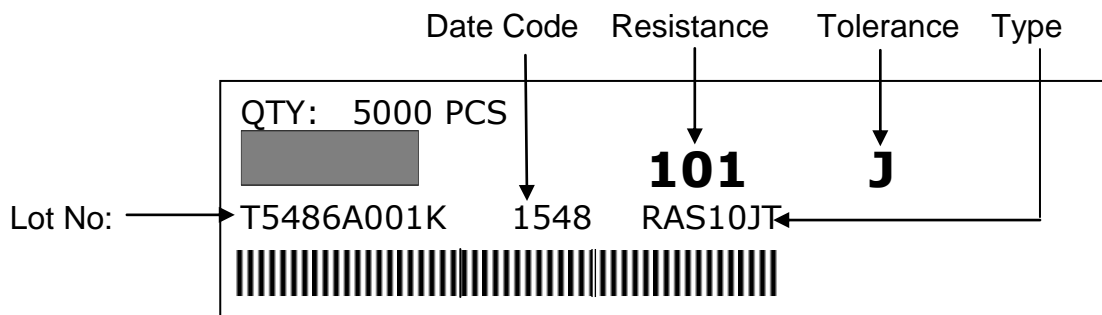 Date Code Resistance Tolerance Type
QTY: 5000 PCS
101 J
Lot No: T5486A001K 1548 RAS10JT